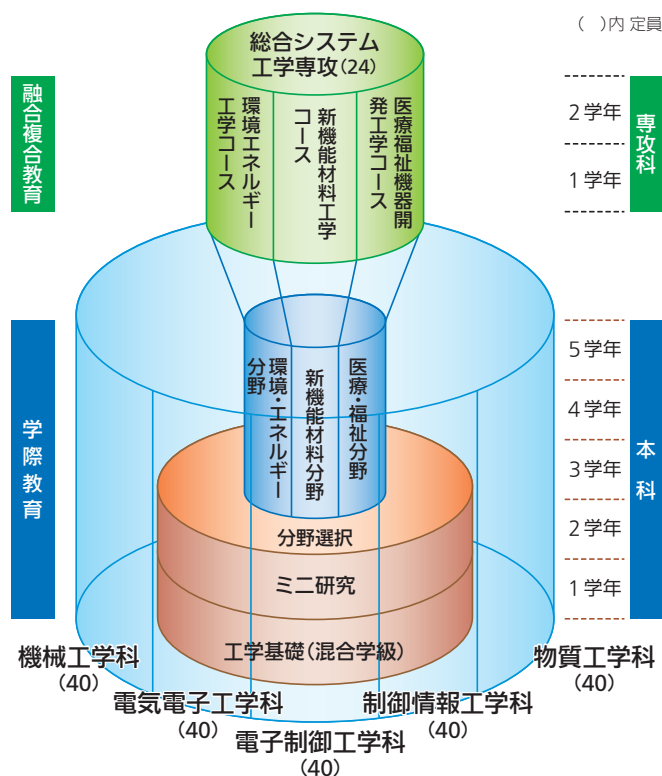 ( )内 定員
総合システム
工学専攻(24)
環境エネルギー
工学コース
新機能材料工学
コース
医療福祉機器開
発工学コース
融合複合教育
2学年
1学年
専攻科
学際教育
環境・エネルギー
分野
新機能材料分野
医療・福祉分野
分野選択
ミニ研究
工学基礎(混合学級)
5学年
4学年
3学年
2学年
1学年
本科
機械工学科
(40)
電気電子工学科
(40)
電子制御工学科
(40)
制御情報工学科
(40)
物質工学科
(40)